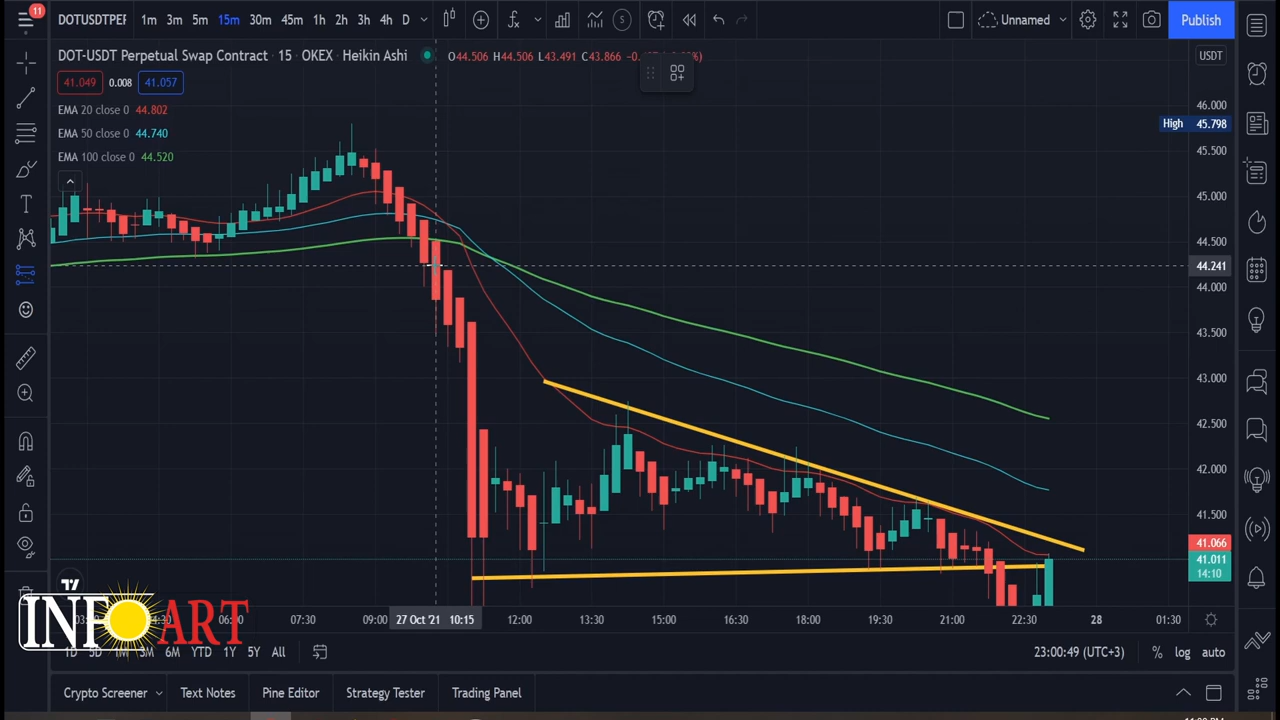 11
DOTUSDTPER
1m 3m 5m 15m 30m 45m 1h 2h 3h 4h D
S
Unnamed
Publish
DOT-USDT Perpetual Swap Contract · 15 · OKEX · Heikin Ashi
O44.506 H44.506 L43.491 C43.866
USDT
41.049 0.008 41.057
EMA 20 close 0 44.802
EMA 50 close 0 44.740
EMA 100 close 0 44.520
46.000
High 45.798
45.500
45.000
44.500
44.241
44.000
43.500
43.000
42.500
42.000
41.500
41.066
41.011
14:10
INFOART
06:00 07:30 09:00 27 Oct '21 10:15 12:00 13:30 15:00 16:30 18:00 19:30 21:00 22:30 28 01:30
1D 5D 1M 3M 6M YTD 1Y 5Y All
23:00:49 (UTC+3) % log auto
Crypto Screener Text Notes Pine Editor Strategy Tester Trading Panel